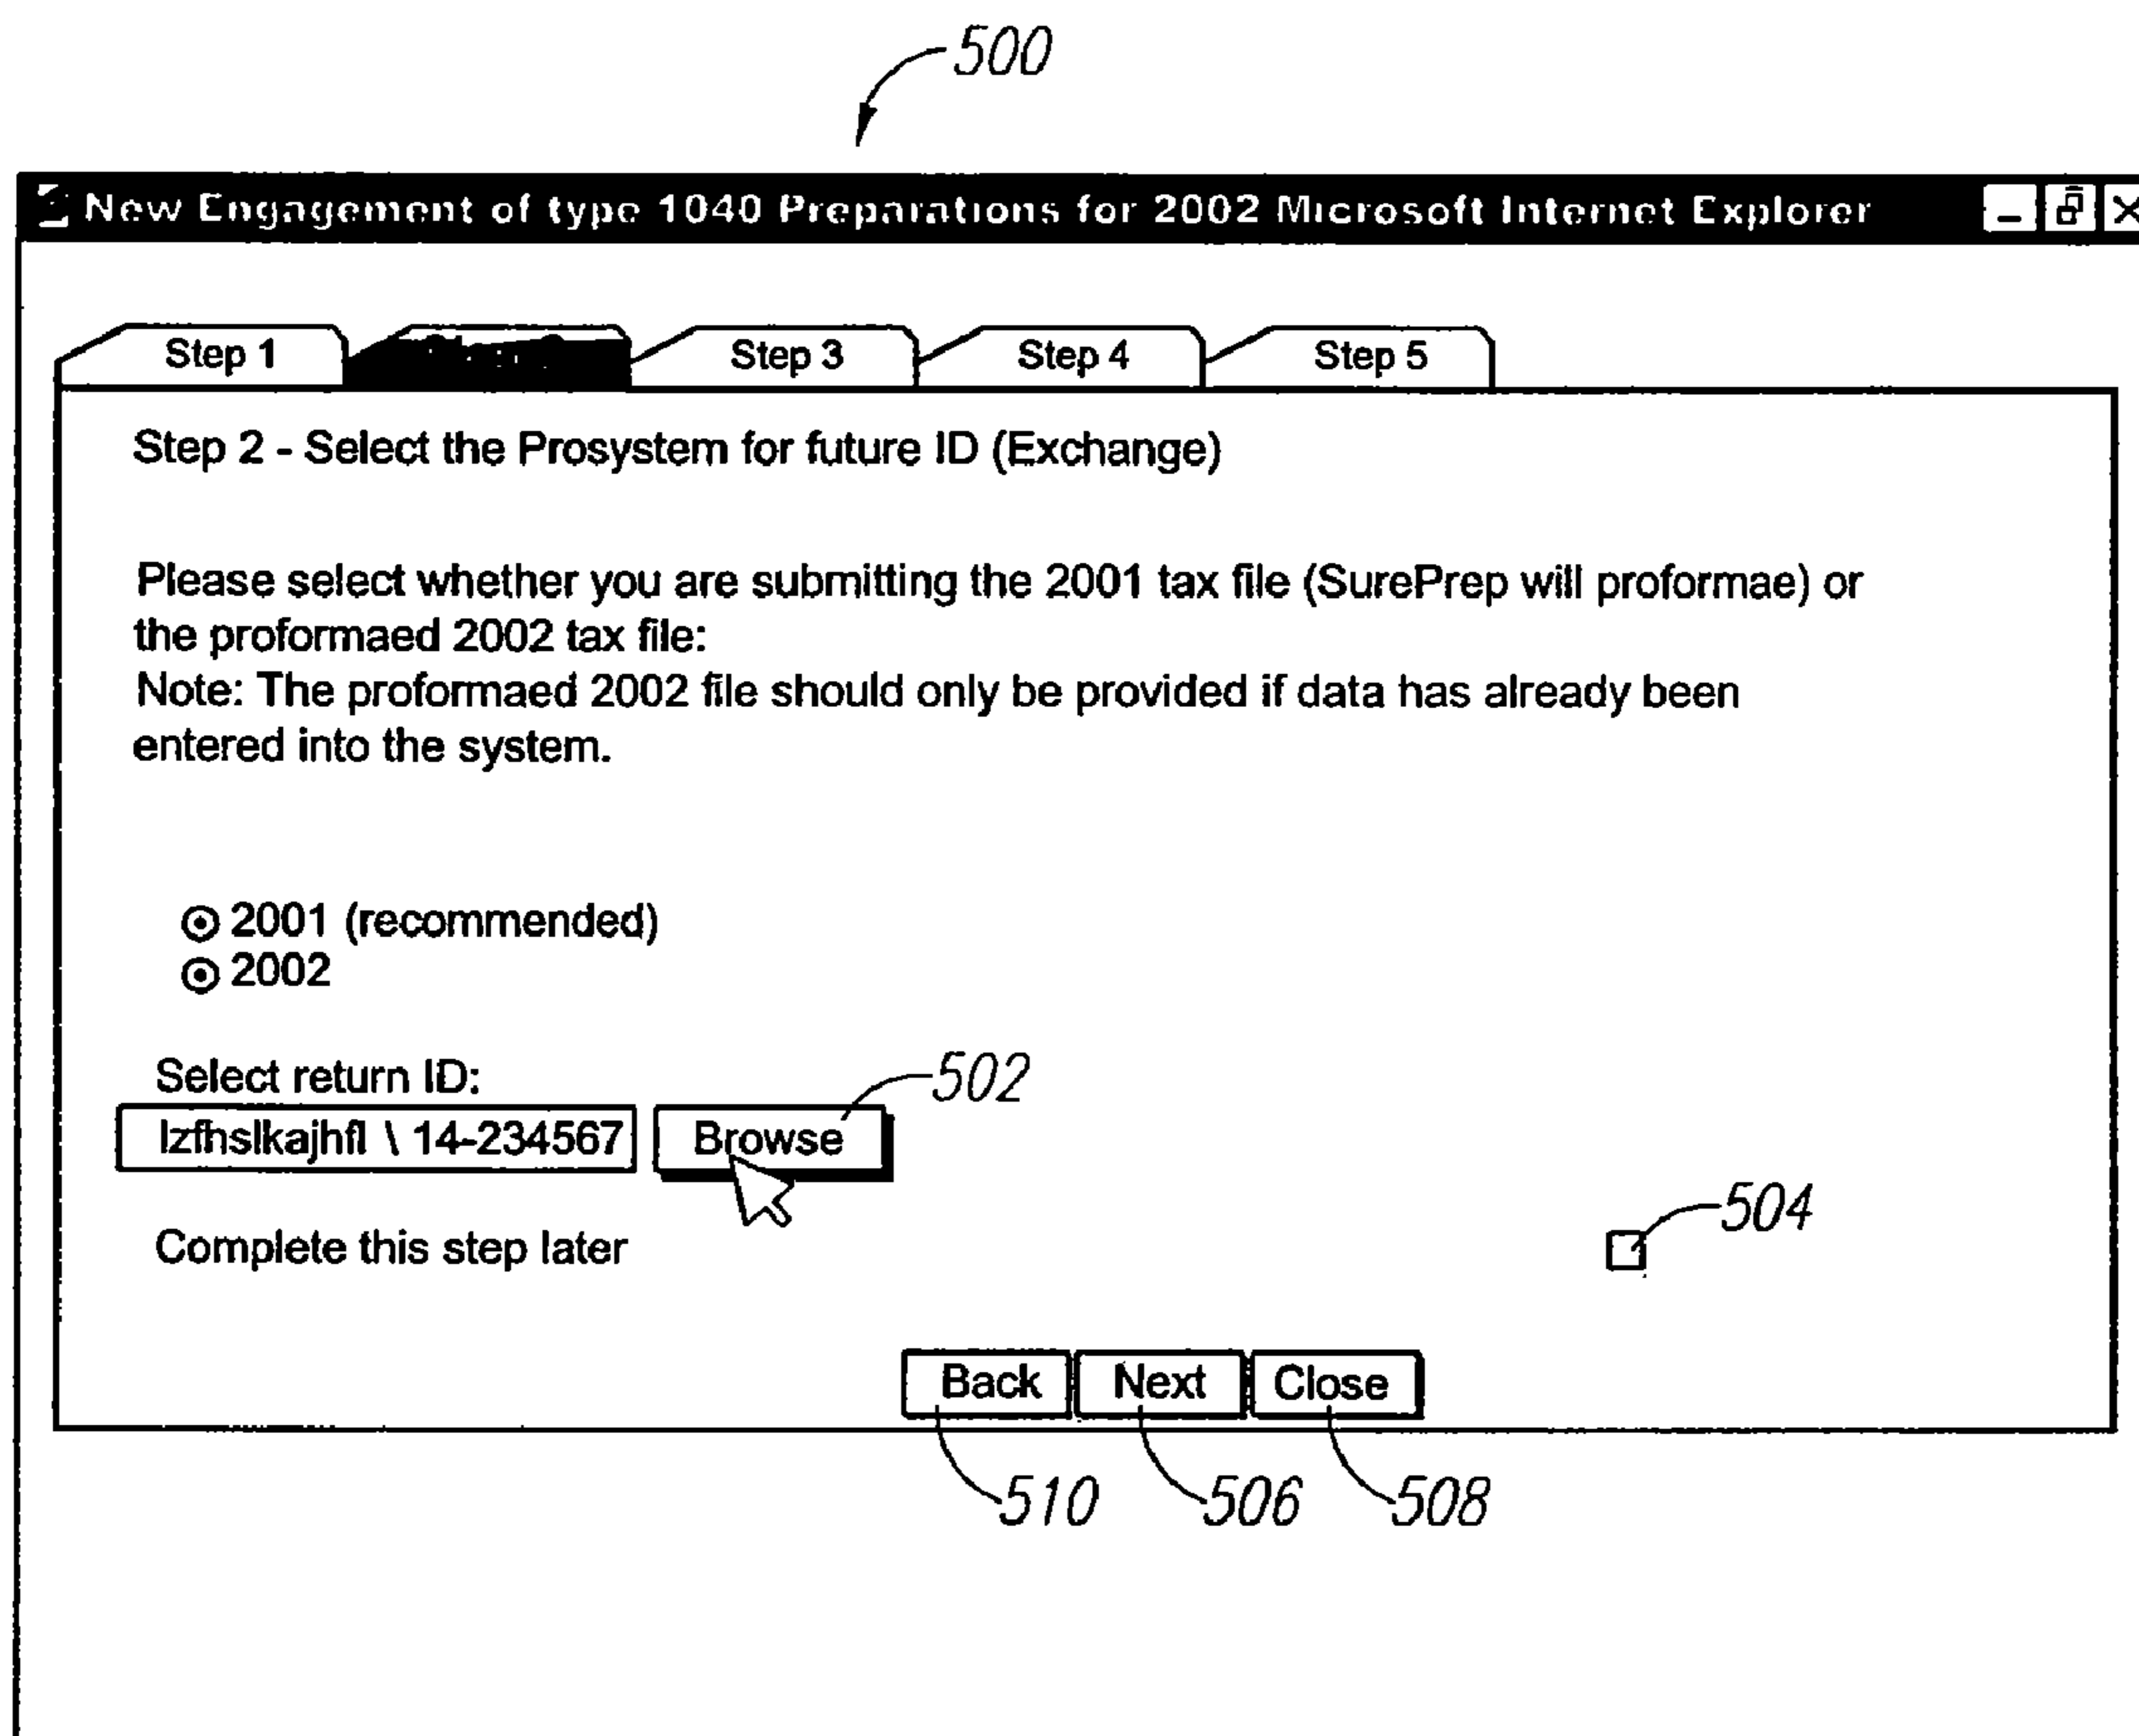 500
New Engagement of type 1040 Preparations for 2002 Microsoft Internet Explorer
Step 1 Step 3 Step 4 Step 5
Step 2 - Select the Prosystem for future ID (Exchange)
Please select whether you are submitting the 2001 tax file (SurePrep will proformae) or
the proformaed 2002 tax file:
Note: The proformaed 2002 file should only be provided if data has already been
entered into the system.
2001 (recommended)
2002
Select return ID:
502
lzfhslkajhfl \ 14-234567 Browse
504
Complete this step later
Back Next Close
510 506 508